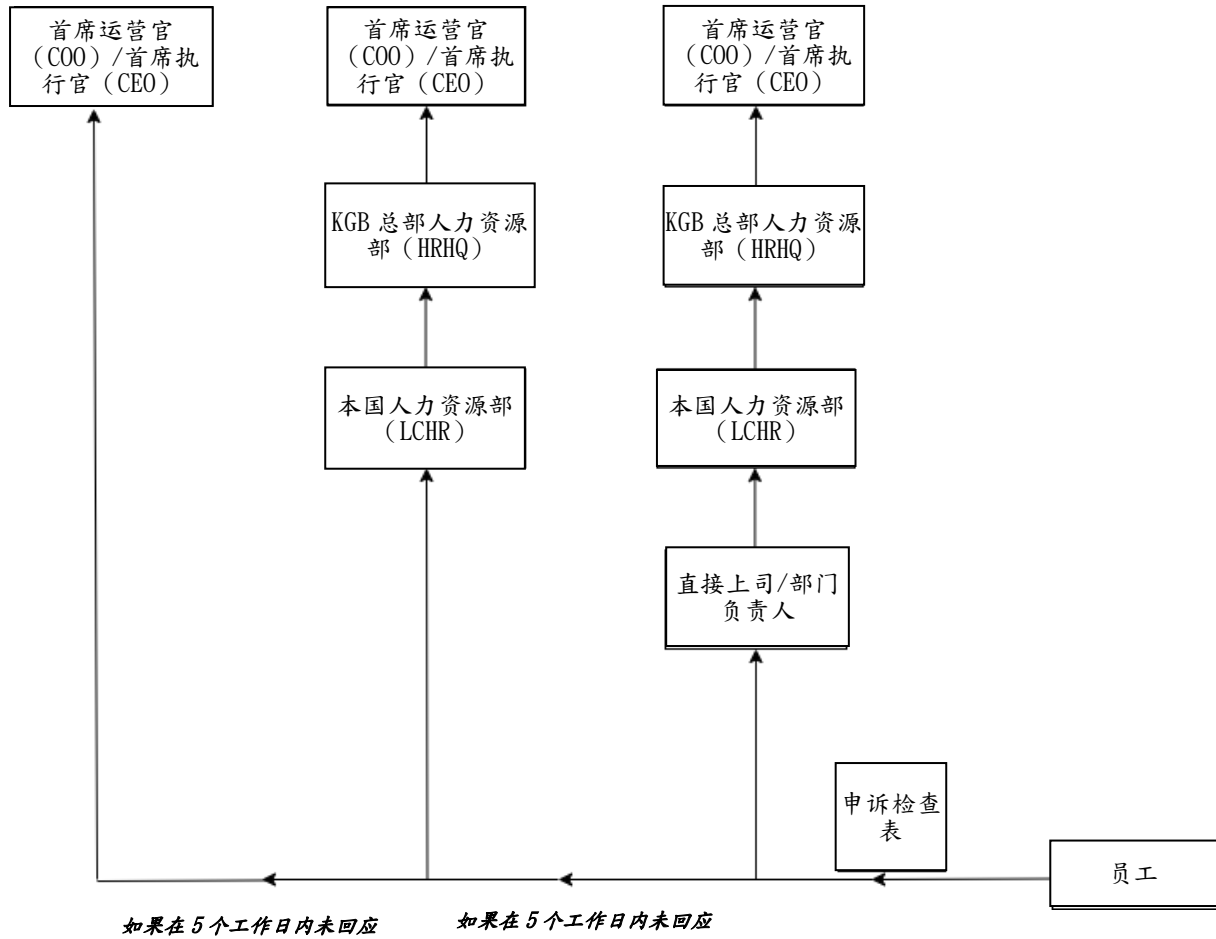 首席运营官
（COO）/首席执
行官（CEO）
首席运营官
（COO）/首席执
行官（CEO）
首席运营官
（COO）/首席执
行官（CEO）
KGB 总部人力资源
部（HRHQ）
KGB 总部人力资源
部（HRHQ）
本国人力资源部
（LCHR）
本国人力资源部
（LCHR）
直接上司/部门
负责人
申诉检查
表
员工
如果在 5 个工作日内未回应
如果在 5 个工作日内未回应